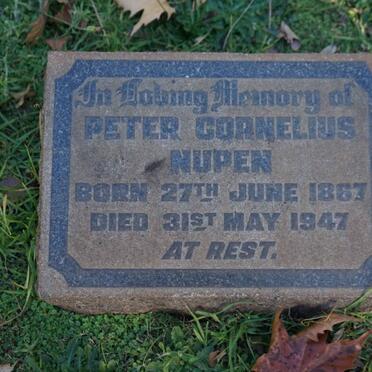 In Loving Memory of
PETER CORNELIUS
NUPEN
BORN 27TH JUNE 1867
DIED 31ST MAY 1947
AT REST.